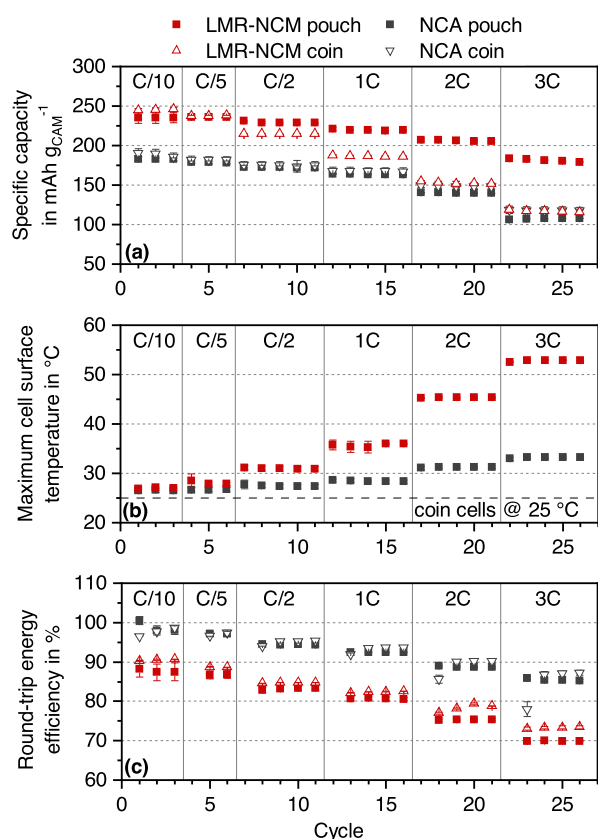 LMR-NCM pouch NCA pouch
LMR-NCM coin NCA coin
Specific capacity
in mAh g_CAM^-1
300
250
200
150
100
50
C/10 C/5 C/2 1C 2C 3C
(a)
0 5 10 15 20 25
Maximum cell surface
temperature in °C
60
50
40
30
20
C/10 C/5 C/2 1C 2C 3C
(b)
coin cells @ 25 °C
0 5 10 15 20 25
Round-trip energy
efficiency in %
110
100
90
80
70
60
C/10 C/5 C/2 1C 2C 3C
(c)
0 5 10 15 20 25
Cycle